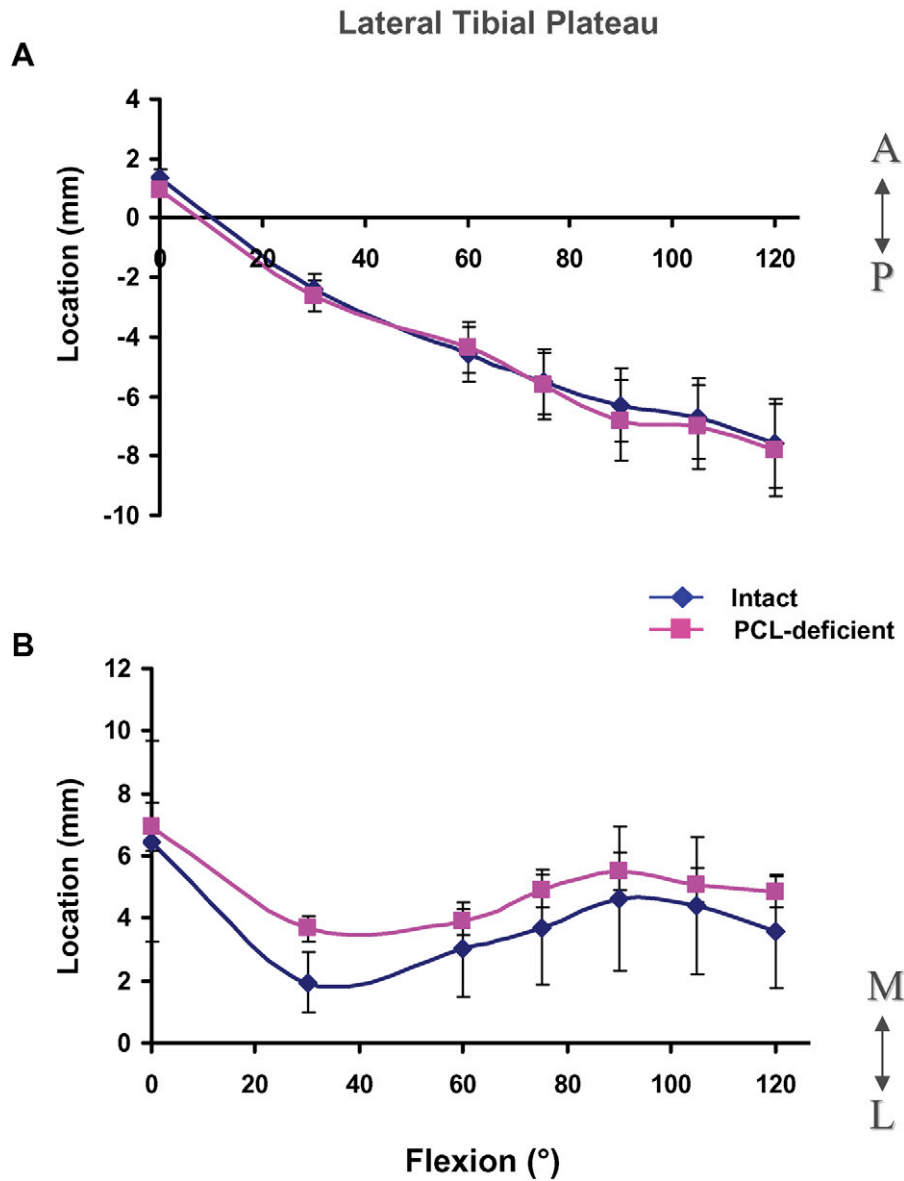 Lateral Tibial Plateau
A
Location (mm)
4
2
0
-2
-4
-6
-8
-10
0 20 40 60 80 100 120
A
P
Intact
PCL-deficient
B
Location (mm)
12
10
8
6
4
2
0
0 20 40 60 80 100 120
M
L
Flexion (°)